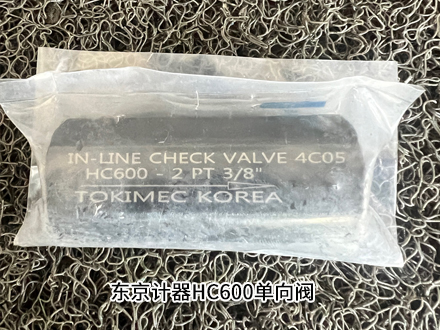 IN-LINE CHECK VALVE 4C05
HC600 - 2 PT 3/8"
TOKIMEC KOREA
东京计器HC600单向阀